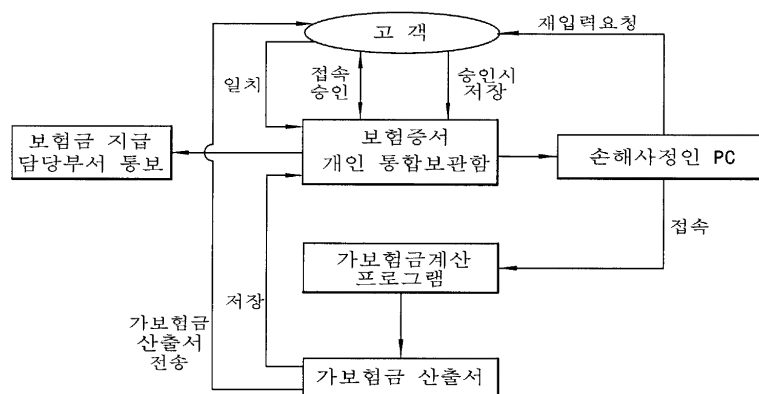 고 객
재입력요청
일치
접속
승인
승인시
저장
보험금 지급
담당부서 통보
보험증서
개인 통합보관함
손해사정인 PC
접속
가보험금계산
프로그램
저장
가보험금
산출서
전송
가보험금 산출서